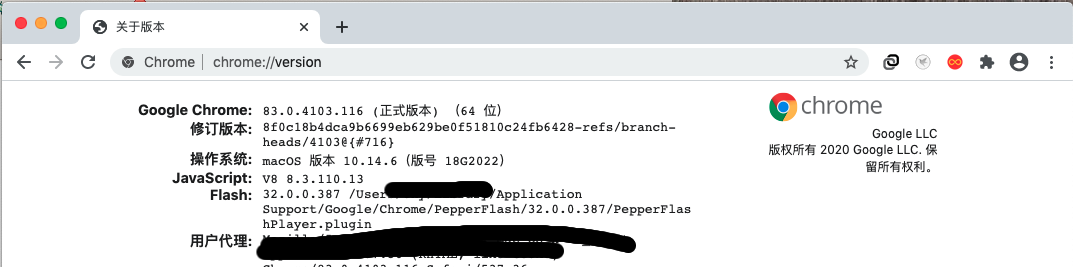 关于版本
Chrome chrome://version
chrome
Google Chrome: 83.0.4103.116 (正式版本) (64 位)
修订版本: 8f0c18b4dca9b6699eb629be0f51810c24fb6428-refs/branch-
heads/4103@{#716}
操作系统: macOS 版本 10.14.6 (版号 18G2022)
JavaScript: V8 8.3.110.13
Flash: 32.0.0.387 /User /Application
Support/Google/Chrome/PepperFlash/32.0.0.387/PepperFlas
hPlayer.plugin
用户代理:
Google LLC
版权所有 2020 Google LLC. 保
留所有权利。